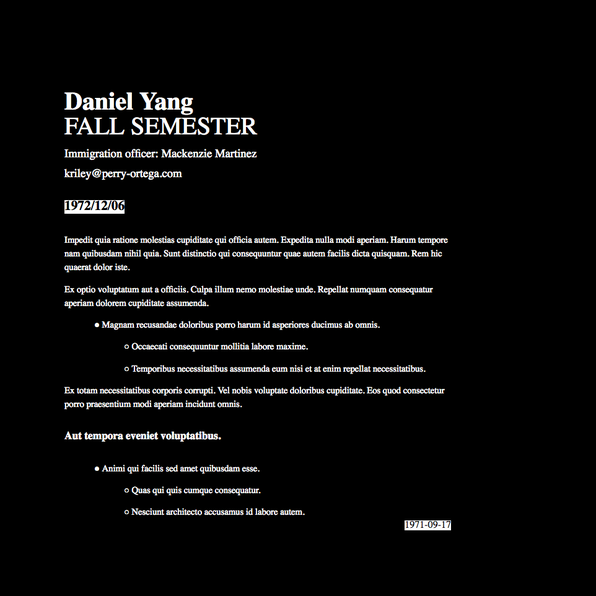 Daniel Yang
FALL SEMESTER
Immigration officer: Mackenzie Martinez
kriley@perry-ortega.com
1972/12/06
Impedit quia ratione molestias cupiditate qui officia autem. Expedita nulla modi aperiam. Harum tempore
nam quibusdam nihil quia. Sunt distinctio qui consequuntur quae autem facilis dicta quisquam. Rem hic
quaerat dolor iste.
Ex optio voluptatum aut a officiis. Culpa illum nemo molestiae unde. Repellat numquam consequatur
aperiam dolorem cupiditate assumenda.
Magnam recusandae doloribus porro harum id asperiores ducimus ab omnis.
Occaecati consequuntur mollitia labore maxime.
Temporibus necessitatibus assumenda eum nisi et at enim repellat necessitatibus.
Ex totam necessitatibus corporis corrupti. Vel nobis voluptate doloribus cupiditate. Eos quod consectetur
porro praesentium modi aperiam incidunt omnis.
Aut tempora eveniet voluptatibus.
Animi qui facilis sed amet quibusdam esse.
Quas qui quis cumque consequatur.
Nesciunt architecto accusamus id labore autem.
1971-09-17